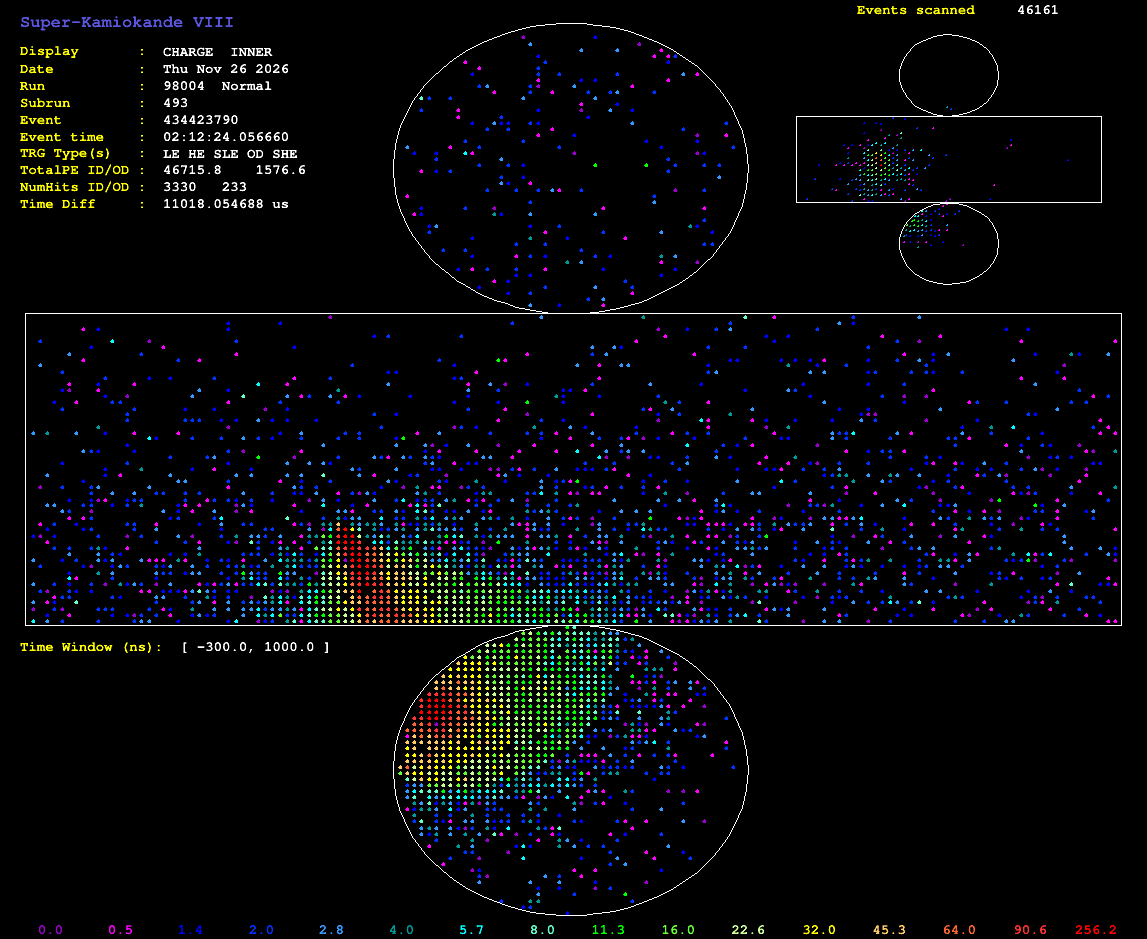 Super-Kamiokande VIII
Events scanned 46161
Display : CHARGE INNER
Date : Thu Nov 26 2026
Run : 98004 Normal
Subrun : 493
Event : 434423790
Event time : 02:12:24.056660
TRG Type(s) : LE HE SLE OD SHE
TotalPE ID/OD : 46715.8 1576.6
NumHits ID/OD : 3330 233
Time Diff : 11018.054688 us
Time Window (ns): [ -300.0, 1000.0 ]
0.0 0.5 1.4 2.0 2.8 4.0 5.7 8.0 11.3 16.0 22.6 32.0 45.3 64.0 90.6 256.2